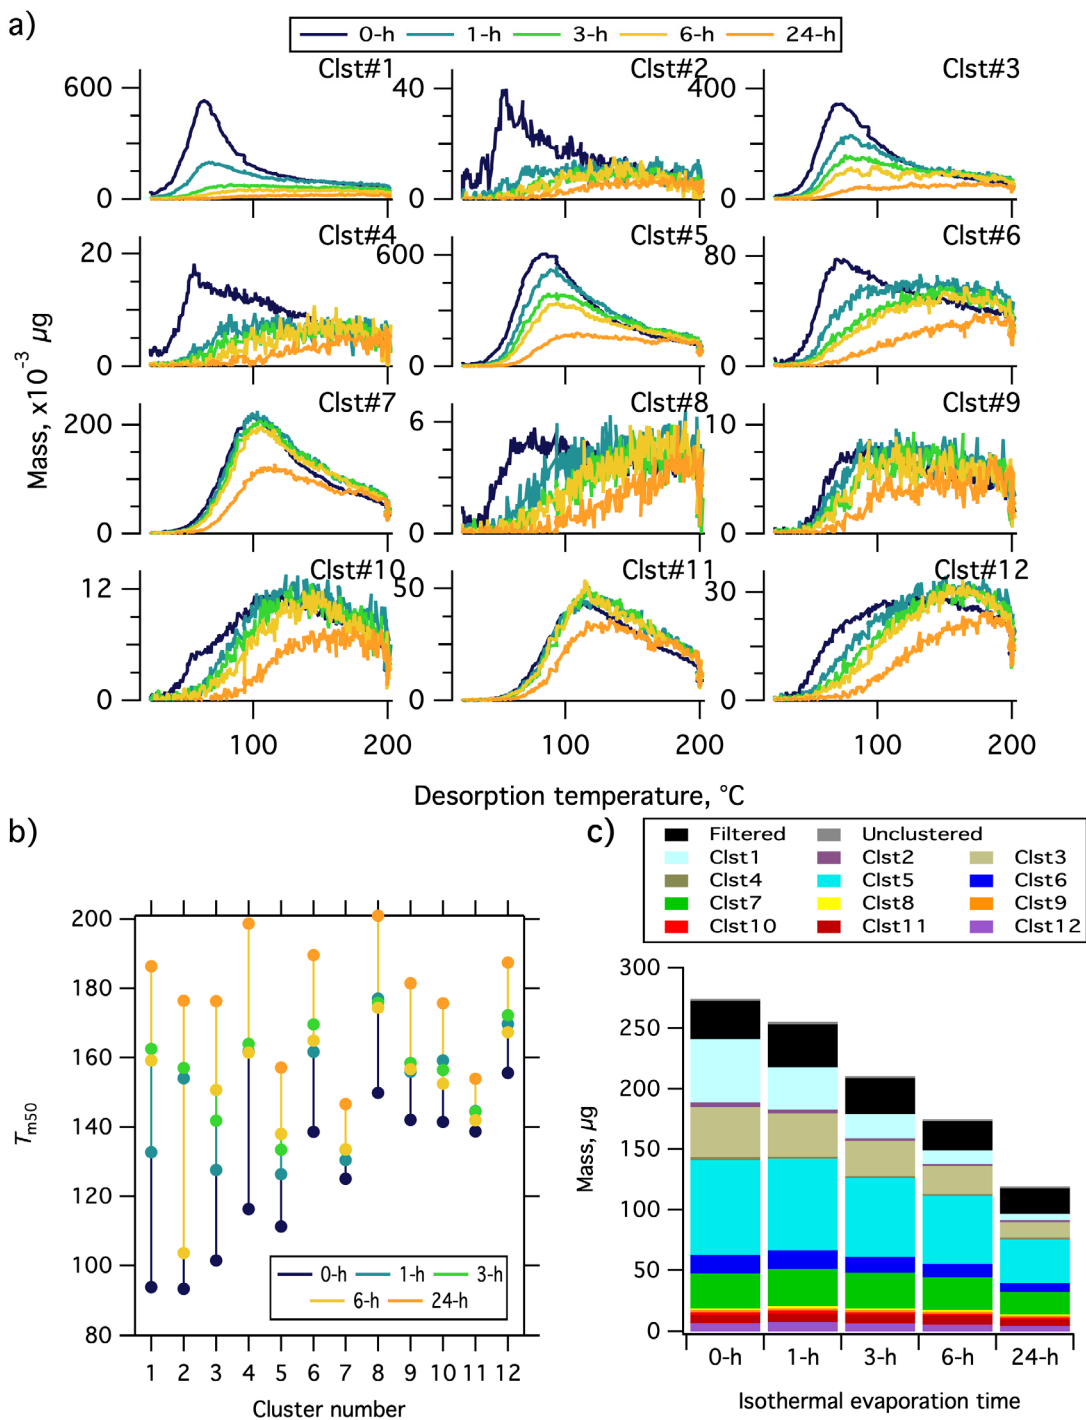 a)
0-h 1-h 3-h 6-h 24-h
Clst#1 Clst#2 Clst#3
600 40 400
0 0 0
Clst#4 Clst#5 Clst#6
20 600 80
0 0 0
Clst#7 Clst#8 Clst#9
200 6 10
0 0 0
Clst#10 Clst#11 Clst#12
12 50 30
0 0 0
100 200 100 200 100 200
Mass, x10⁻³ µg
Desorption temperature, °C
b)
200
180
160
140
120
100
80
Tm50
0-h 1-h 3-h
6-h 24-h
1 2 3 4 5 6 7 8 9 10 11 12
Cluster number
c)
Filtered Unclustered
Clst1 Clst2 Clst3
Clst4 Clst5 Clst6
Clst7 Clst8 Clst9
Clst10 Clst11 Clst12
300
250
200
150
100
50
0
Mass, µg
0-h 1-h 3-h 6-h 24-h
Isothermal evaporation time